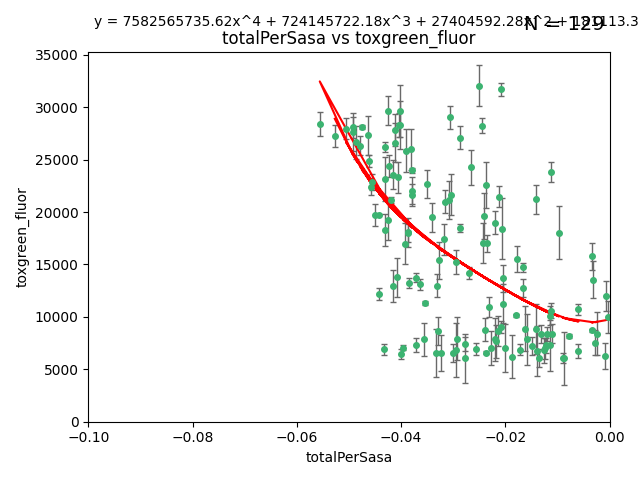 y = 7582565735.62x^4 + 724145722.18x^3 + 27404592.28x^2 +
N = 129
totalPerSasa vs toxgreen_fluor
35000
30000
25000
20000
15000
10000
5000
0
toxgreen_fluor
−0.10
−0.08
−0.06
−0.04
−0.02
0.00
totalPerSasa